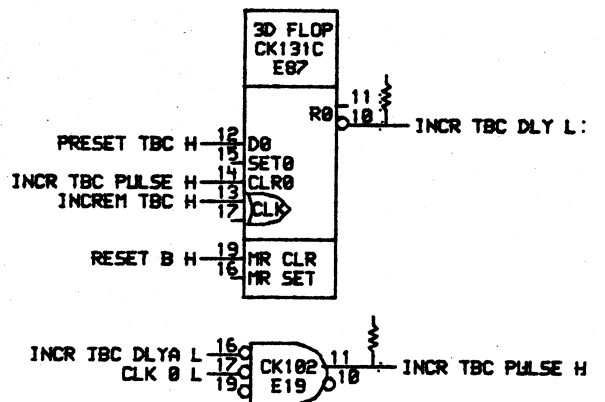 3D FLOP
CK131C
E87
R0
11
10
INCR TBC DLY L:
PRESET TBC H
12
D0
15
SET0
INCR TBC PULSE H
14
CLR0
INCREM TBC H
13
17
CLK
RESET B H
19
MR CLR
16
MR SET
INCR TBC DLYA L
16
CLK 0 L
17
19
CK102
E19
11
10
INCR TBC PULSE H